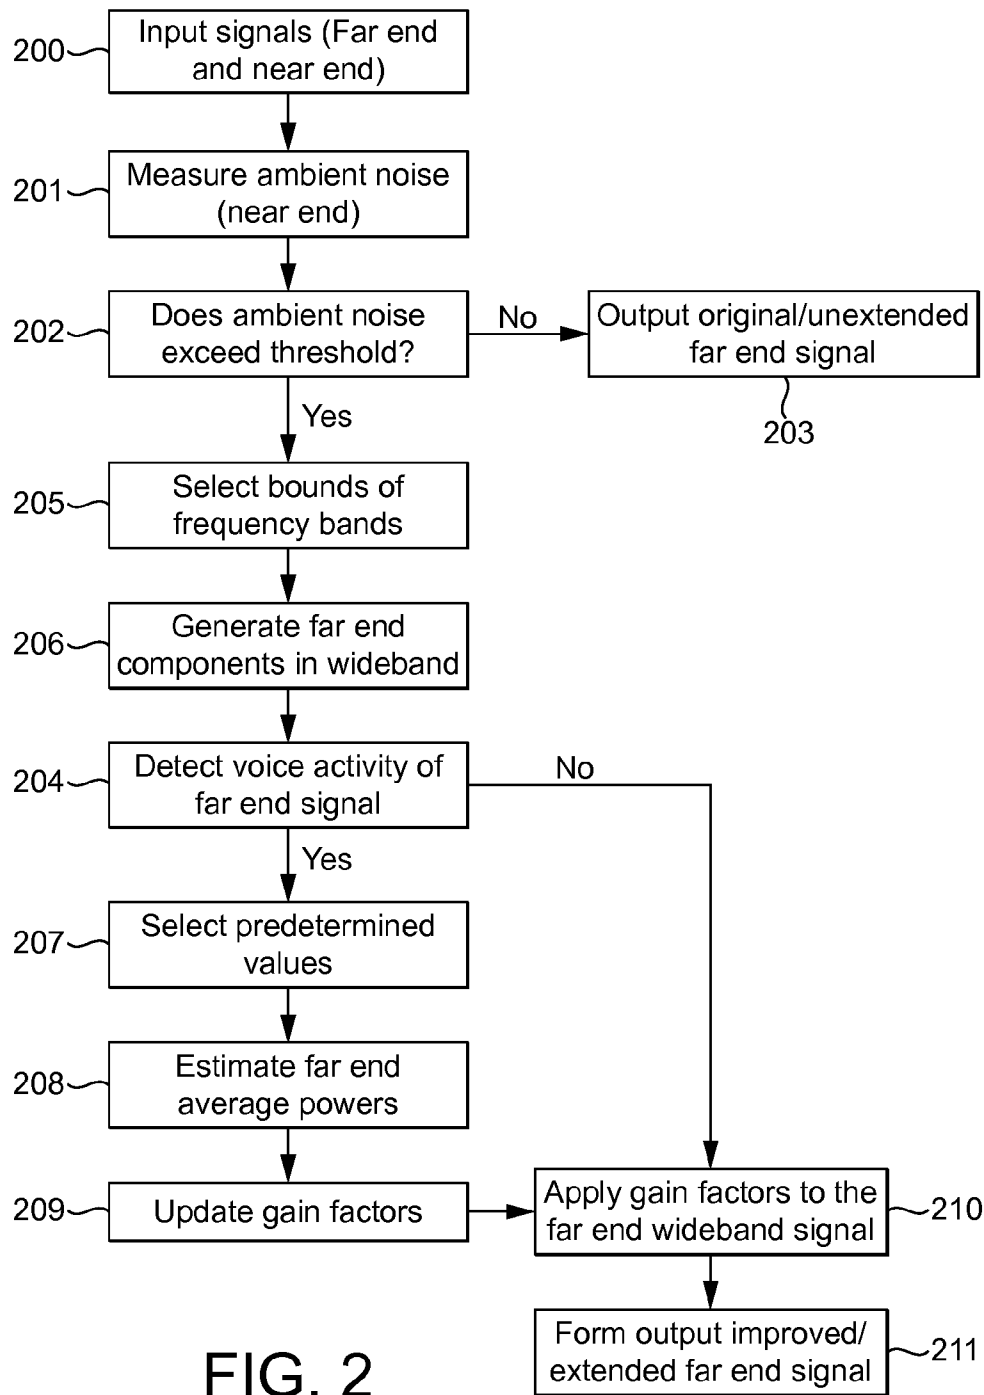 200
Input signals (Far end
and near end)
201
Measure ambient noise
(near end)
202
Does ambient noise
exceed threshold?
No
Output original/unextended
far end signal
203
Yes
205
Select bounds of
frequency bands
206
Generate far end
components in wideband
204
Detect voice activity of
far end signal
No
Yes
207
Select predetermined
values
208
Estimate far end
average powers
209
Update gain factors
Apply gain factors to the
far end wideband signal
210
Form output improved/
extended far end signal
211
FIG. 2